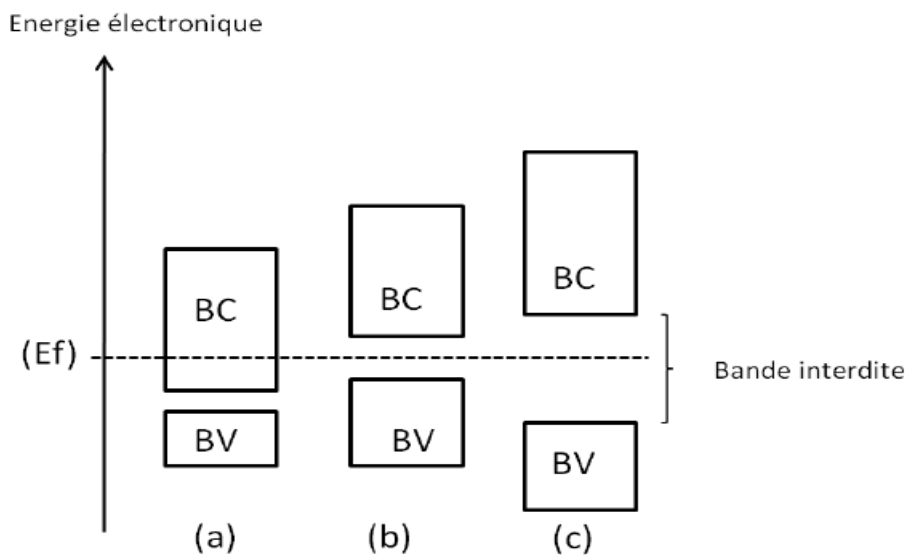 Energie électronique
BC
BC
BC
(Ef)
Bande interdite
BV
BV
BV
(a)
(b)
(c)